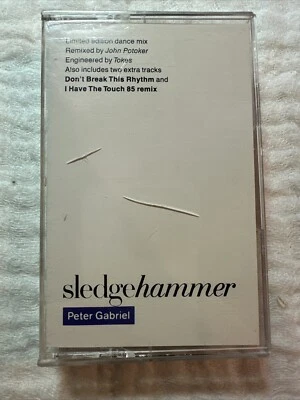 Limited edition dance mix
Remixed by John Potoker
Engineered by Tokes
Also includes two extra tracks
Don't Break This Rhythm and
I Have The Touch 85 remix
sledgehammer
Peter Gabriel